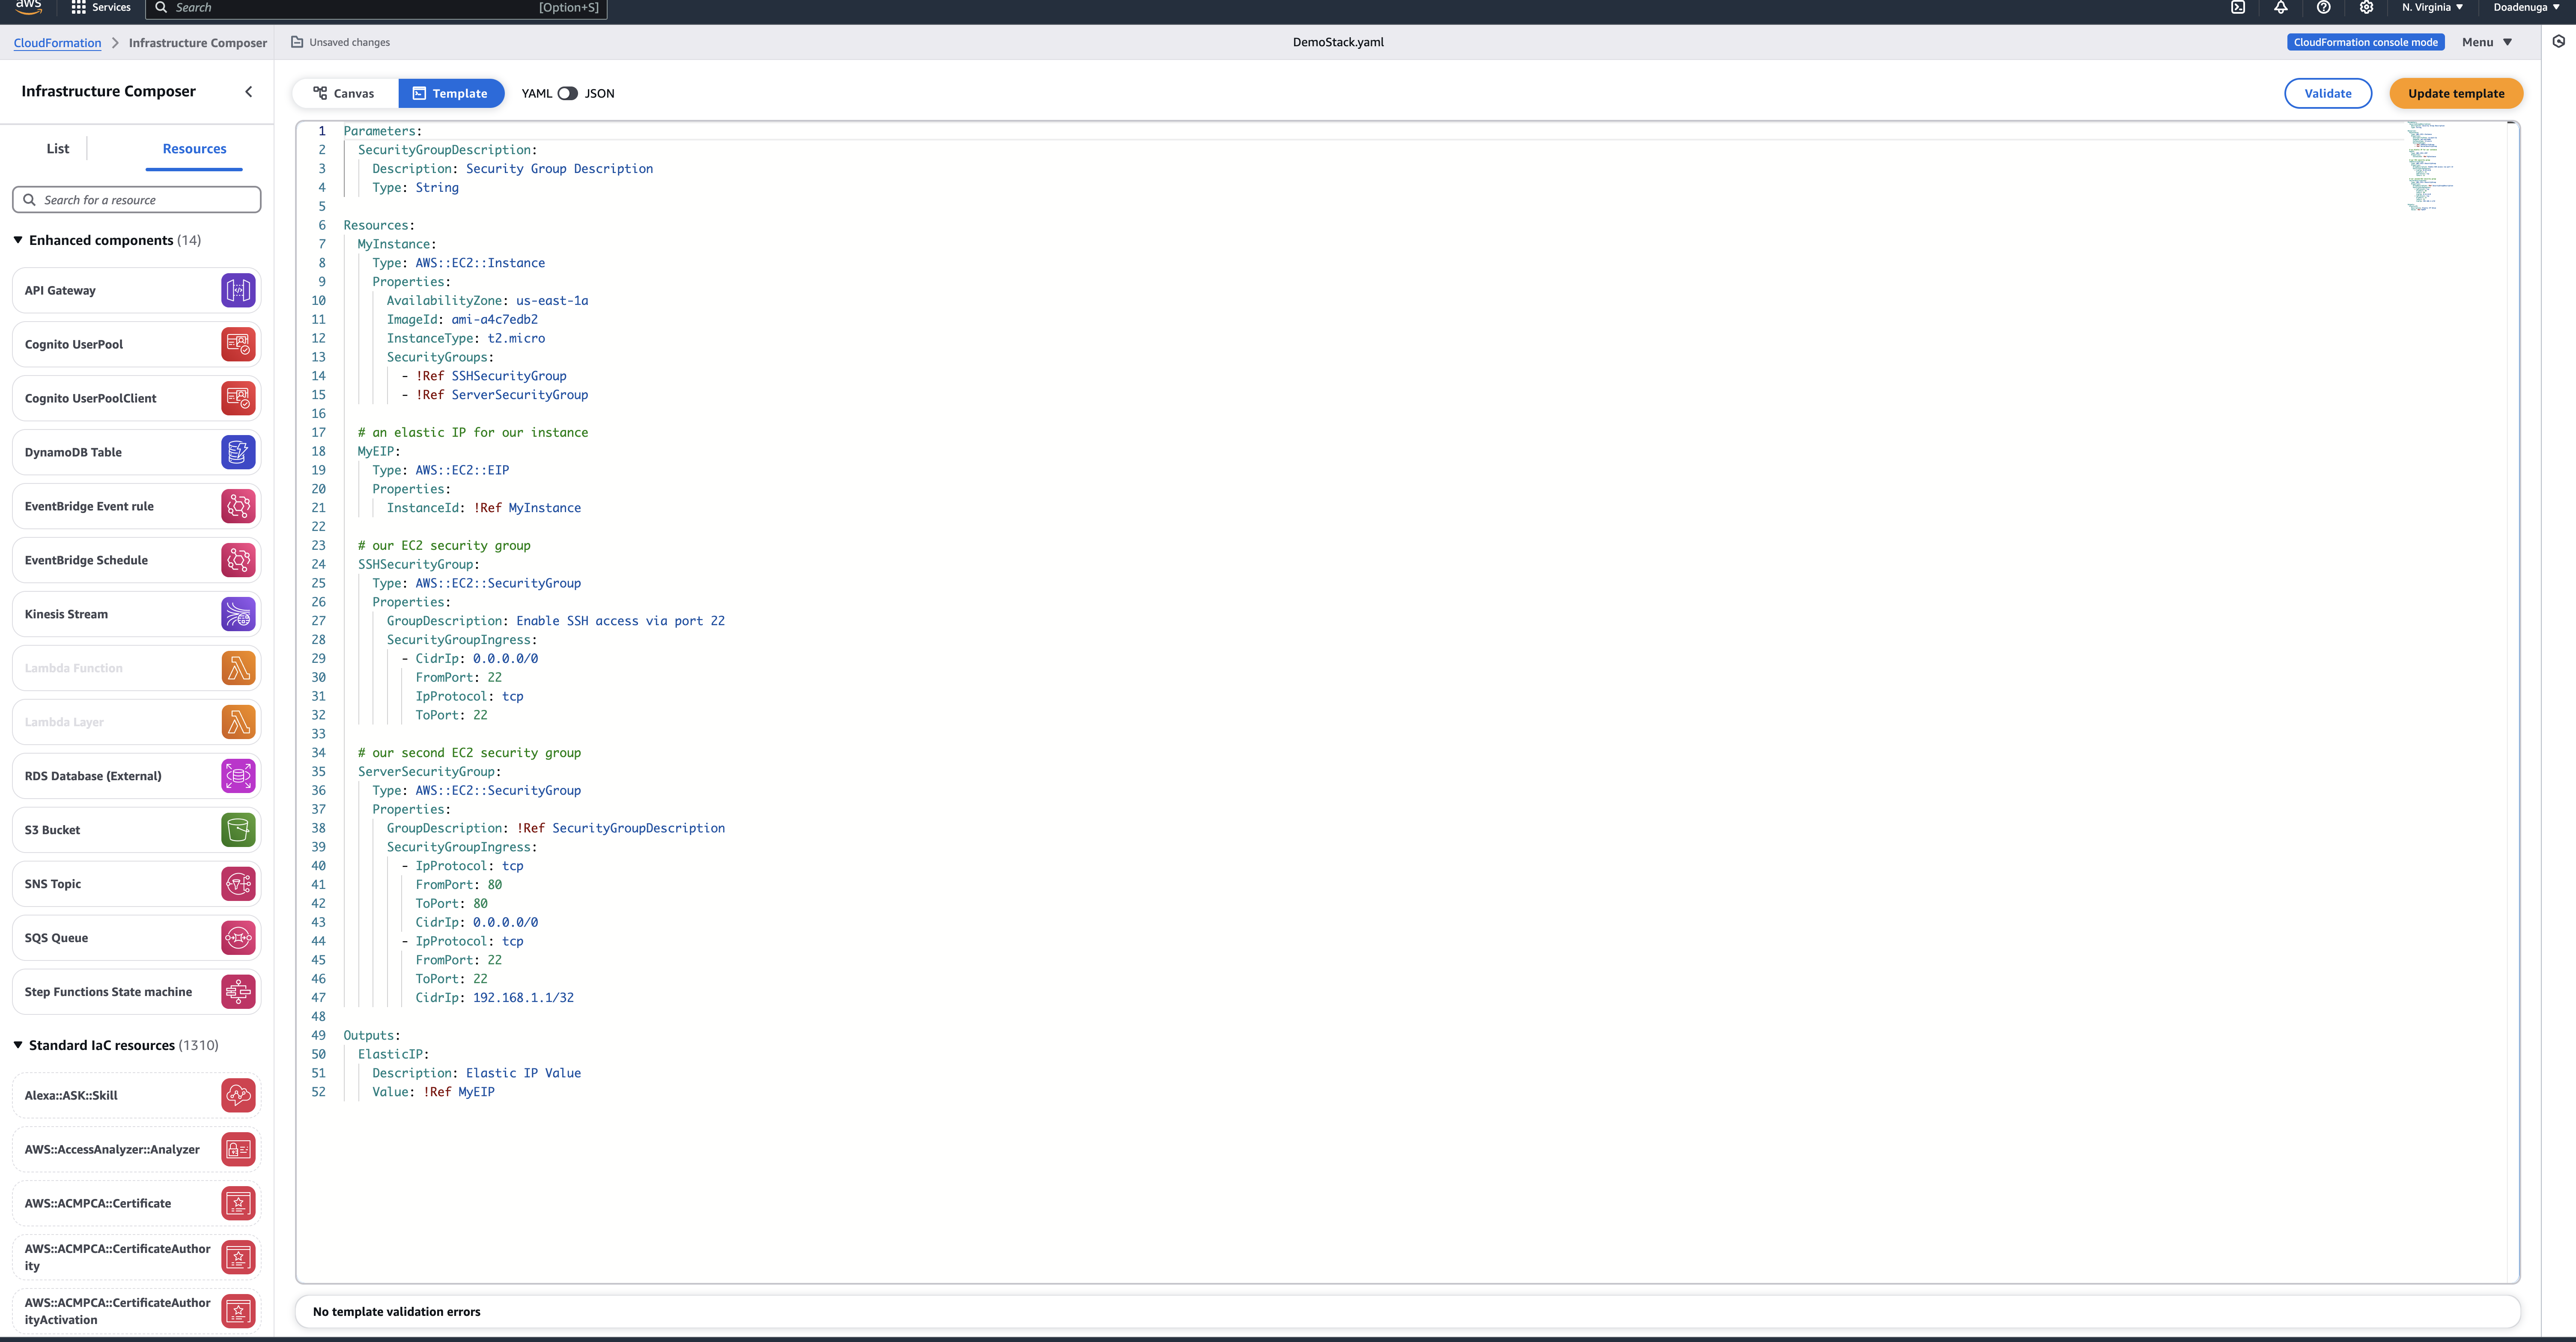 aws
Services
Search
[Option+S]
N. Virginia
Doadenuga
CloudFormation
Infrastructure Composer
Unsaved changes
DemoStack.yaml
CloudFormation console mode
Menu
Infrastructure Composer
Canvas
Template
YAML
JSON
Validate
Update template
List
Resources
Search for a resource
Enhanced components (14)
API Gateway
Cognito UserPool
Cognito UserPoolClient
DynamoDB Table
EventBridge Event rule
EventBridge Schedule
Kinesis Stream
Lambda Function
Lambda Layer
RDS Database (External)
S3 Bucket
SNS Topic
SQS Queue
Step Functions State machine
Standard IaC resources (1310)
Alexa::ASK::Skill
AWS::AccessAnalyzer::Analyzer
AWS::ACMPCA::Certificate
AWS::ACMPCA::CertificateAuthor
ity
AWS::ACMPCA::CertificateAuthor
ityActivation
1 Parameters:
2 SecurityGroupDescription:
3 Description: Security Group Description
4 Type: String
5
6 Resources:
7 MyInstance:
8 Type: AWS::EC2::Instance
9 Properties:
10 AvailabilityZone: us-east-1a
11 ImageId: ami-a4c7edb2
12 InstanceType: t2.micro
13 SecurityGroups:
14 - !Ref SSHSecurityGroup
15 - !Ref ServerSecurityGroup
16
17 # an elastic IP for our instance
18 MyEIP:
19 Type: AWS::EC2::EIP
20 Properties:
21 InstanceId: !Ref MyInstance
22
23 # our EC2 security group
24 SSHSecurityGroup:
25 Type: AWS::EC2::SecurityGroup
26 Properties:
27 GroupDescription: Enable SSH access via port 22
28 SecurityGroupIngress:
29 - CidrIp: 0.0.0.0/0
30 FromPort: 22
31 IpProtocol: tcp
32 ToPort: 22
33
34 # our second EC2 security group
35 ServerSecurityGroup:
36 Type: AWS::EC2::SecurityGroup
37 Properties:
38 GroupDescription: !Ref SecurityGroupDescription
39 SecurityGroupIngress:
40 - IpProtocol: tcp
41 FromPort: 80
42 ToPort: 80
43 CidrIp: 0.0.0.0/0
44 - IpProtocol: tcp
45 FromPort: 22
46 ToPort: 22
47 CidrIp: 192.168.1.1/32
48
49 Outputs:
50 ElasticIP:
51 Description: Elastic IP Value
52 Value: !Ref MyEIP
No template validation errors